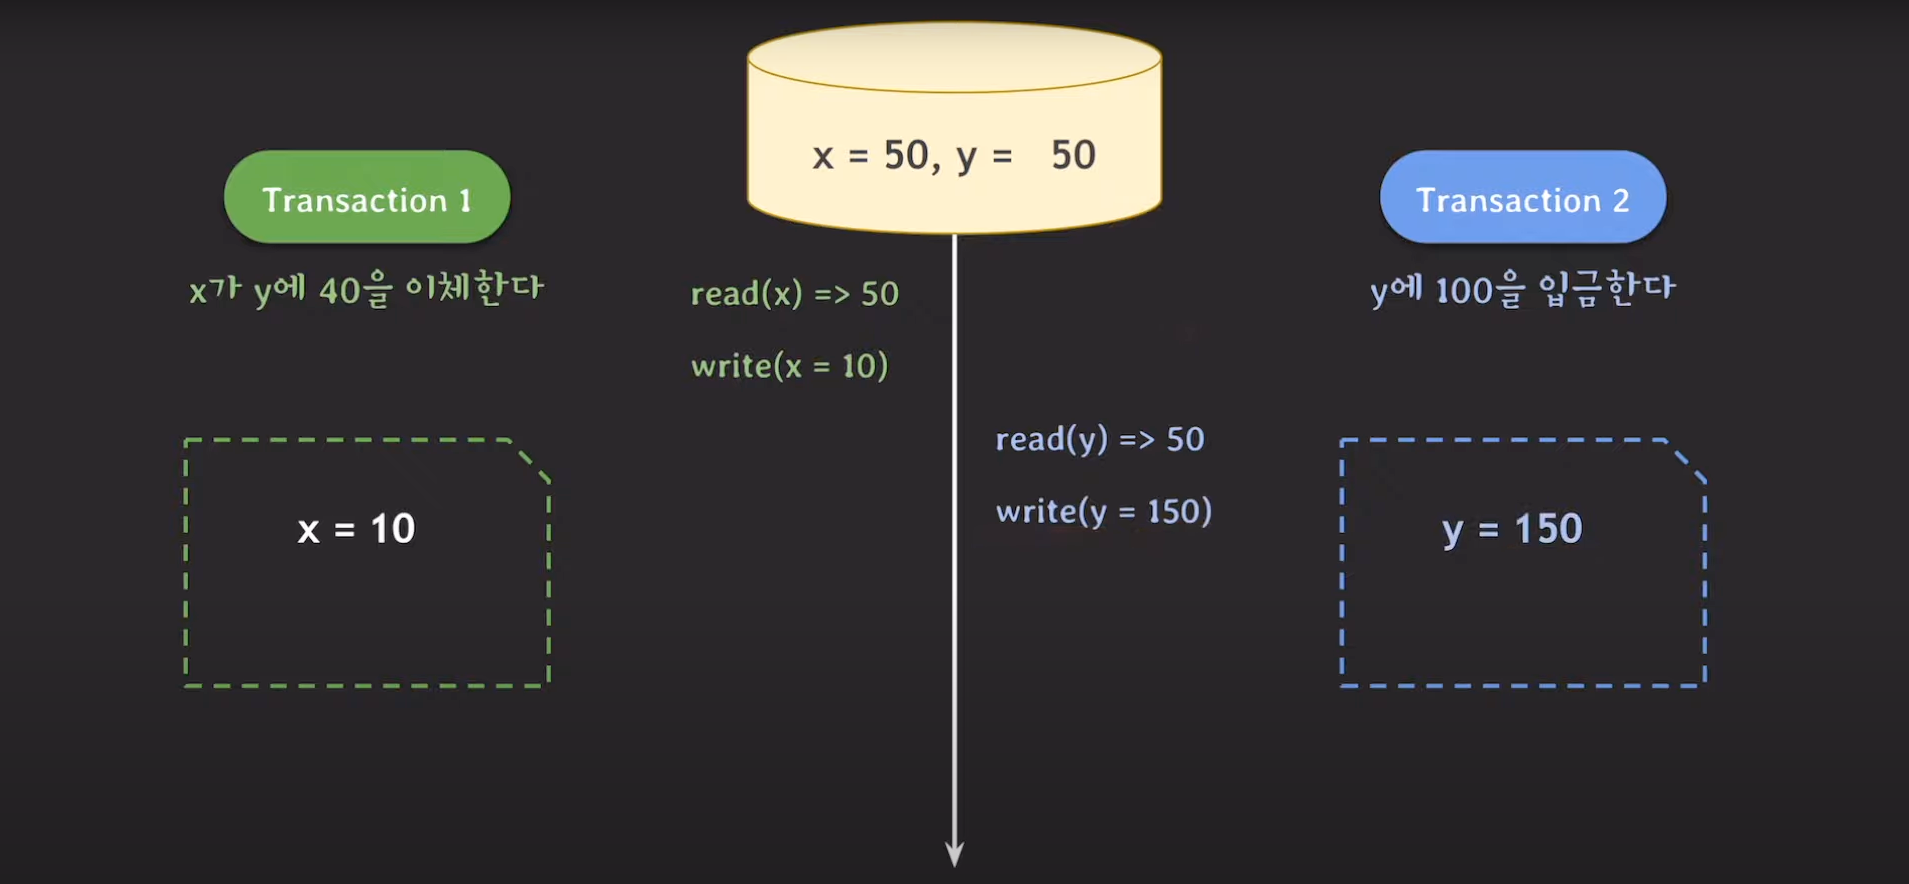 x = 50, y = 50
Transaction 1
x가 y에 40을 이체한다
read(x) => 50
write(x = 10)
x = 10
Transaction 2
y에 100을 입금한다
read(y) => 50
write(y = 150)
y = 150